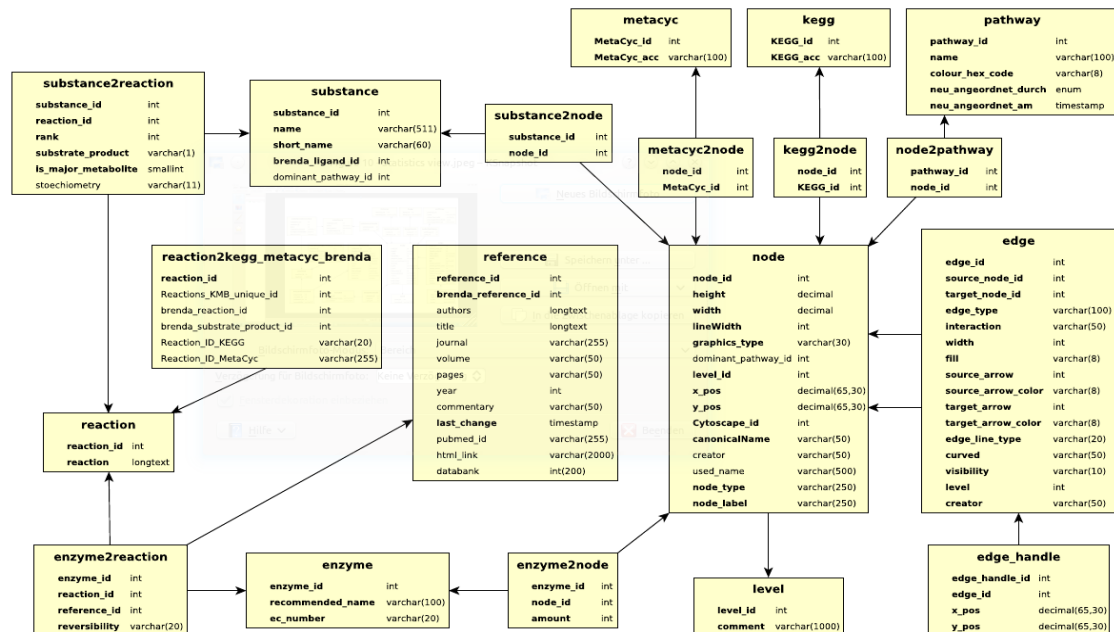 metacyc
MetaCyc_id int
MetaCyc_acc varchar(100)
kegg
KEGG_id int
KEGG_acc varchar(100)
pathway
pathway_id int
name varchar(100)
colour_hex_code varchar(8)
neu_angeordnet_durch enum
neu_angeordnet_am timestamp
substance2reaction
substance_id int
reaction_id int
rank int
substrate_product varchar(1)
is_major_metabolite smallint
stoechiometry varchar(11)
substance
substance_id int
name varchar(511)
short_name varchar(60)
brenda_ligand_id int
dominant_pathway_id int
substance2node
substance_id int
node_id int
metacyc2node
node_id int
MetaCyc_id int
kegg2node
node_id int
KEGG_id int
node2pathway
pathway_id int
node_id int
reaction2kegg_metacyc_brenda
reaction_id int
Reactions_KMB_unique_id int
brenda_reaction_id int
brenda_substrate_product_id int
Reaction_ID_KEGG varchar(20)
Reaction_ID_MetaCyc varchar(255)
reference
reference_id int
brenda_reference_id int
authors longtext
title longtext
journal varchar(255)
volume varchar(50)
pages varchar(50)
year int
commentary varchar(50)
last_change timestamp
pubmed_id varchar(255)
html_link varchar(2000)
databank int(200)
node
node_id int
height decimal
width decimal
lineWidth int
graphics_type varchar(30)
dominant_pathway_id int
level_id int
x_pos decimal(65,30)
y_pos decimal(65,30)
Cytoscape_id int
canonicalName varchar(50)
creator varchar(50)
used_name varchar(500)
node_type varchar(250)
node_label varchar(250)
edge
edge_id int
source_node_id int
target_node_id int
edge_type varchar(100)
interaction varchar(50)
width int
fill varchar(8)
source_arrow int
source_arrow_color varchar(8)
target_arrow int
target_arrow_color varchar(8)
edge_line_type varchar(20)
curved varchar(50)
visibility varchar(10)
level int
creator varchar(50)
reaction
reaction_id int
reaction longtext
enzyme2reaction
enzyme_id int
reaction_id int
reference_id int
reversibility varchar(20)
enzyme
enzyme_id int
recommended_name varchar(100)
ec_number varchar(20)
enzyme2node
enzyme_id int
node_id int
amount int
level
level_id int
comment varchar(1000)
edge_handle
edge_handle_id int
edge_id int
x_pos decimal(65,30)
y_pos decimal(65,30)